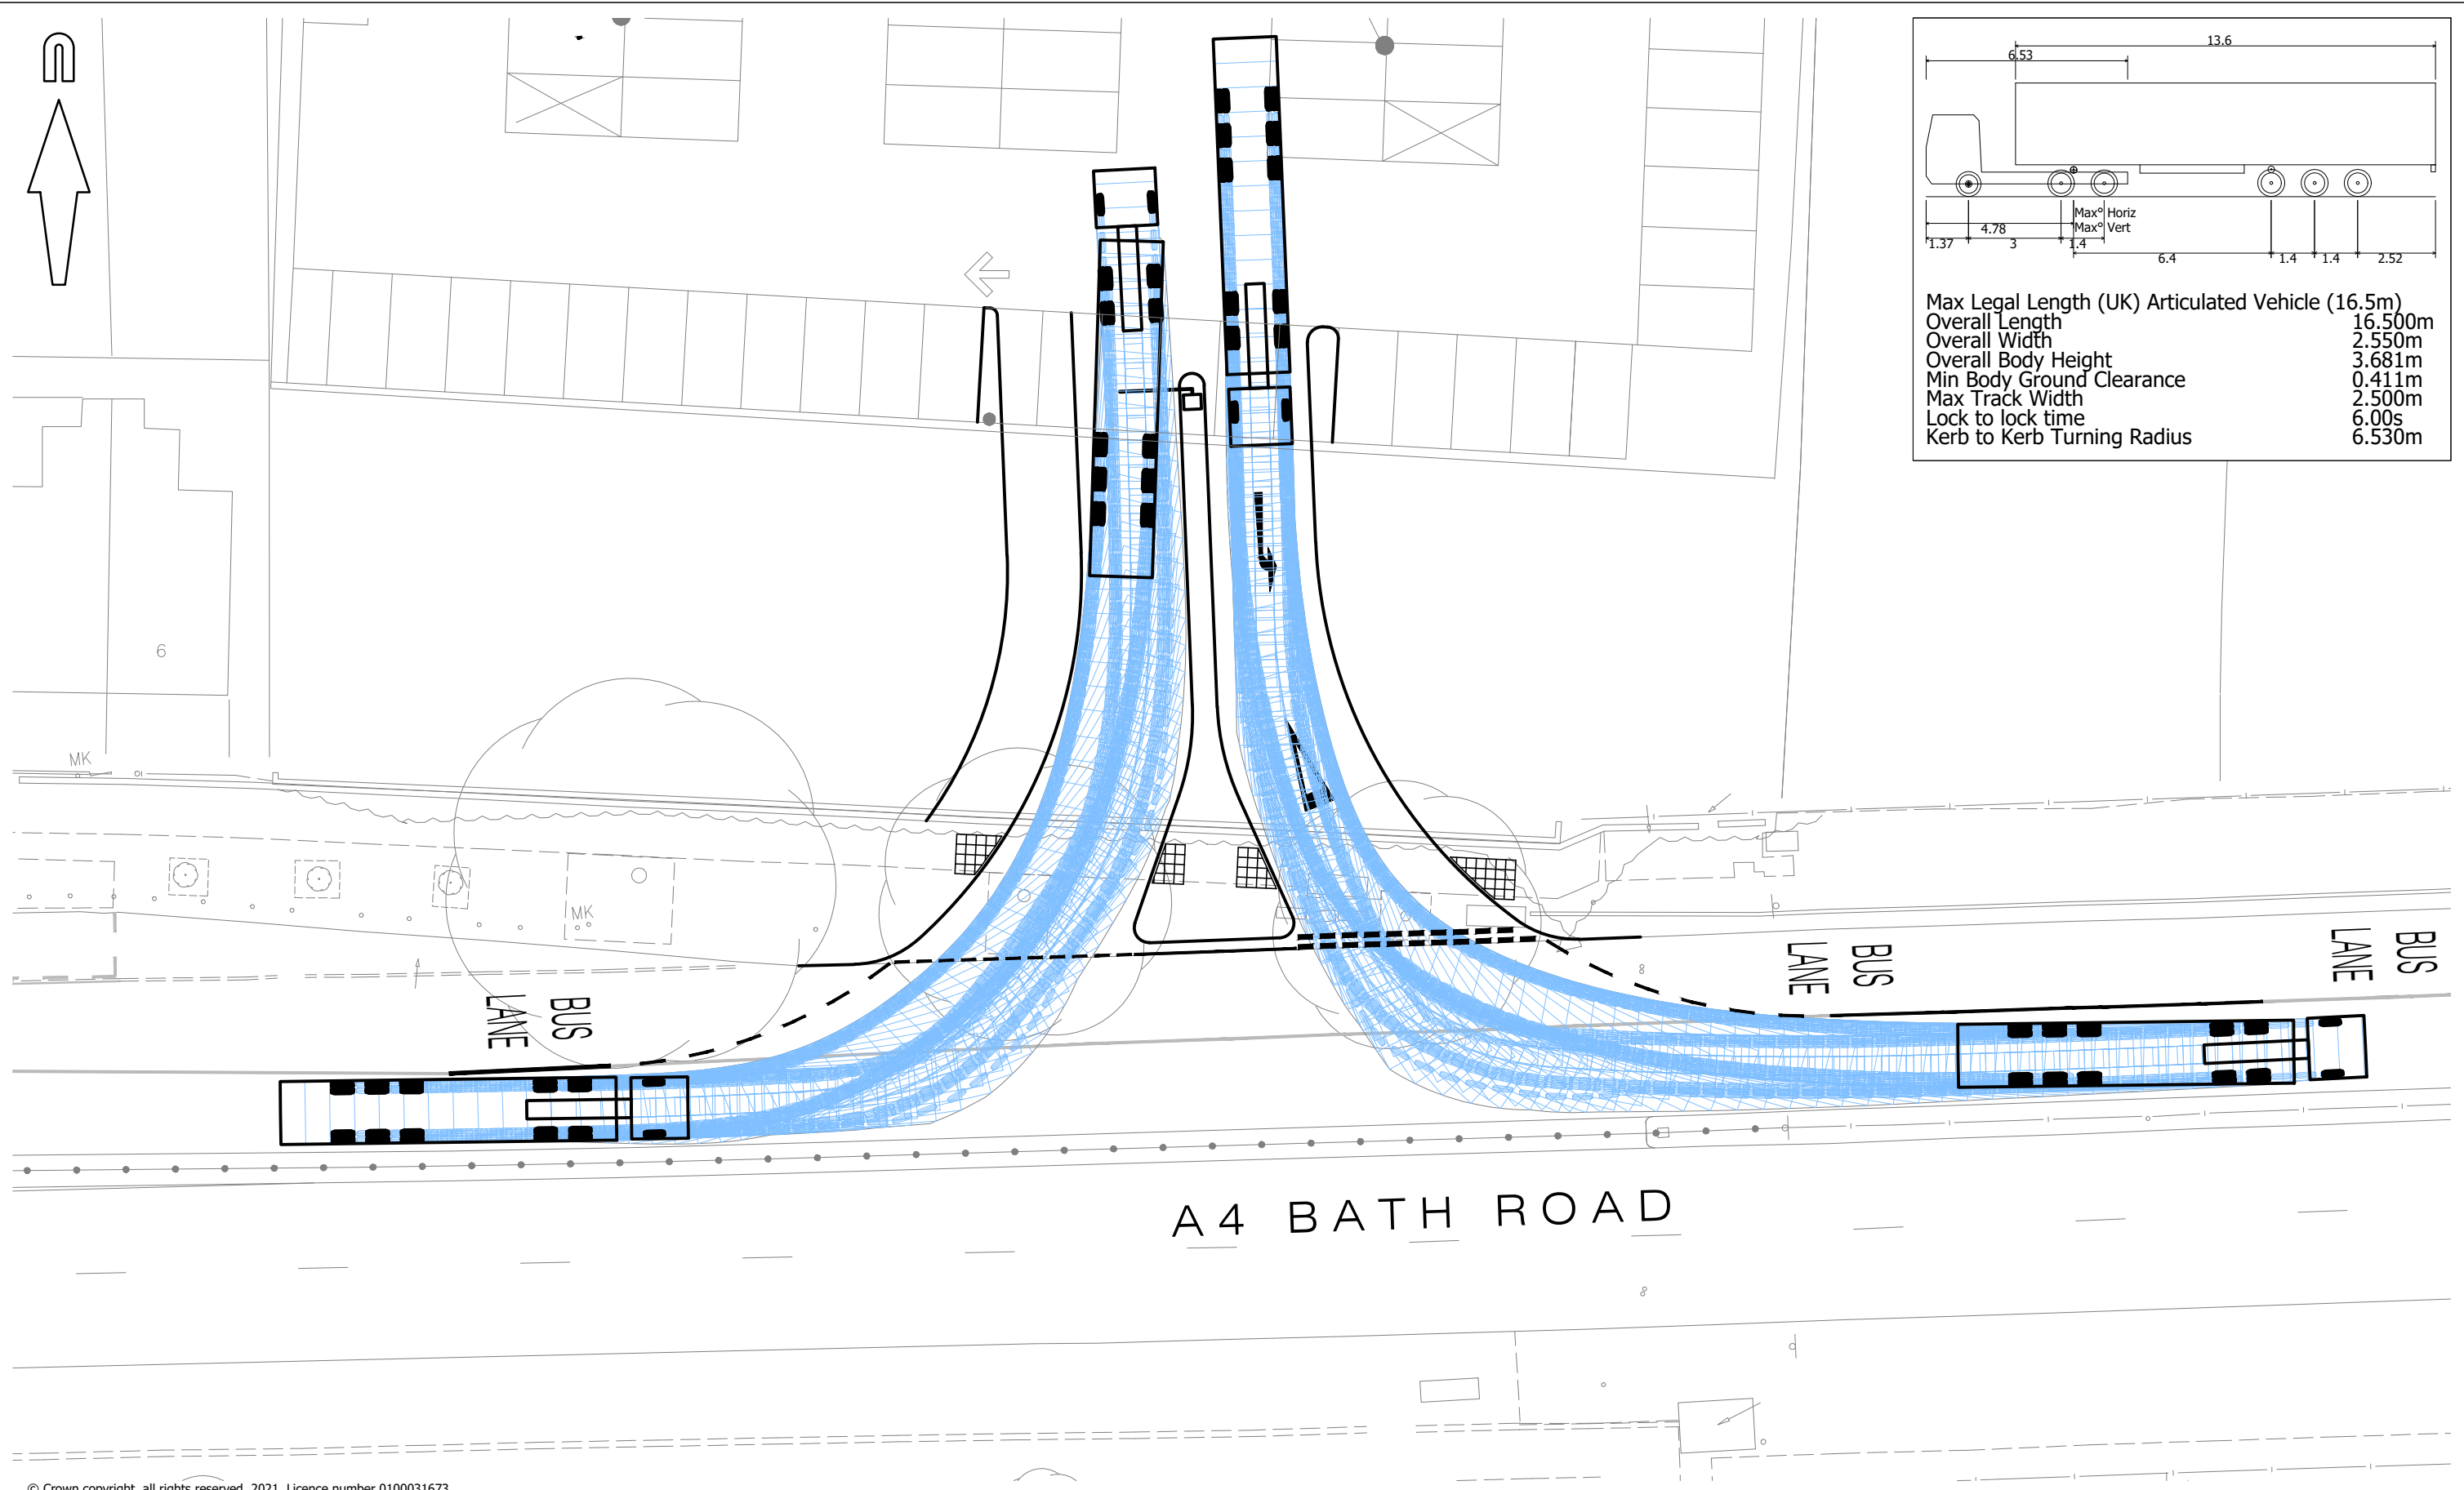 n
13.6
6.53
Max° Horiz
Max° Vert
4.78
1.37
3
1.4
6.4
1.4
1.4
2.52
Max Legal Length (UK) Articulated Vehicle (16.5m)
Overall Length 16.500m
Overall Width 2.550m
Overall Body Height 3.681m
Min Body Ground Clearance 0.411m
Max Track Width 2.500m
Lock to lock time 6.00s
Kerb to Kerb Turning Radius 6.530m
6
MK
MK
BUS
LANE
BUS
LANE
BUS
LANE
A4 BATH ROAD
© Crown copyright, all rights reserved. 2021. Licence number 0100031673